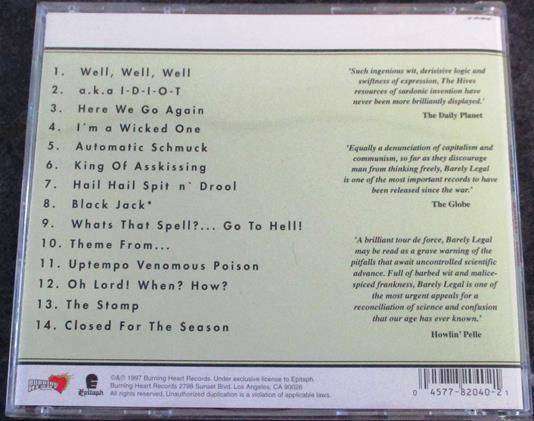 1. Well, Well, Well
2. a.k.a I-D-I-O-T
3. Here We Go Again
4. I'm a Wicked One
5. Automatic Schmuck
6. King Of Asskissing
7. Hail Hail Spit n` Drool
8. Black Jack*
9. Whats That Spell?... Go To Hell!
10. Theme From...
11. Uptempo Venomous Poison
12. Oh Lord! When? How?
13. The Stomp
14. Closed For The Season
'Such ingenious wit, derisivie logic and
swiftness of expression, The Hives
resources of sardonic invention have
never been more brilliantly displayed.'
The Daily Planet
'Equally a denunciation of capitalism and
communism, so far as they discourage
man from thinking freely, Barely Legal
is one of the most important records to have
been released since the war.'
The Globe
'A brilliant tour de force, Barely Legal
may be read as a grave warning of the
pitfalls that await uncontrolled scientific
advance. Full of barbed wit and malice-
spiced frankness, Barely Legal is one of
the most urgent appeals for a
reconciliation of science and confusion
that our age has ever known.'
Howlin' Pelle
BURNING HEART
Epitaph
©&℗ 1997 Burning Heart Records. Under exclusive license to Epitaph.
Burning Heart Records 2798 Sunset Blvd. Los Angeles, CA 90026
All rights reserved. Unauthorized duplication is a violation of applicable laws.
0 4577-82040-2 1